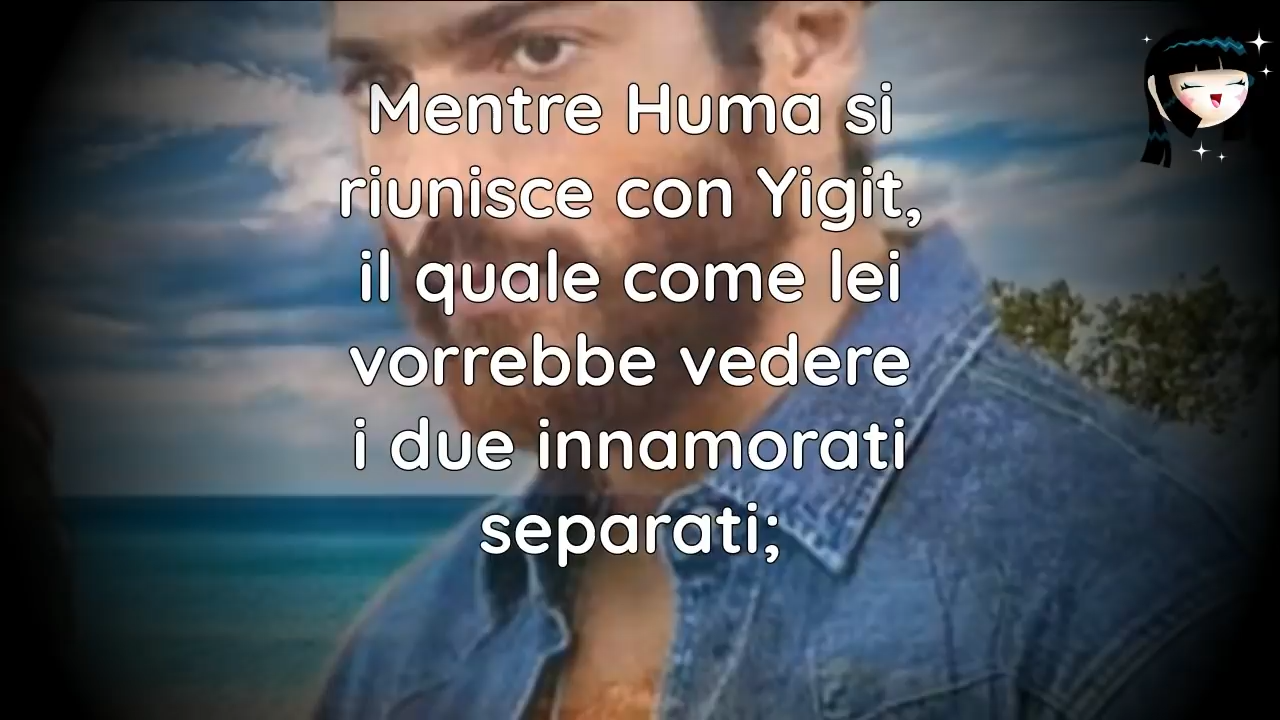 Mentre Huma si
riunisce con Yigit,
il quale come lei
vorrebbe vedere
i due innamorati
separati;